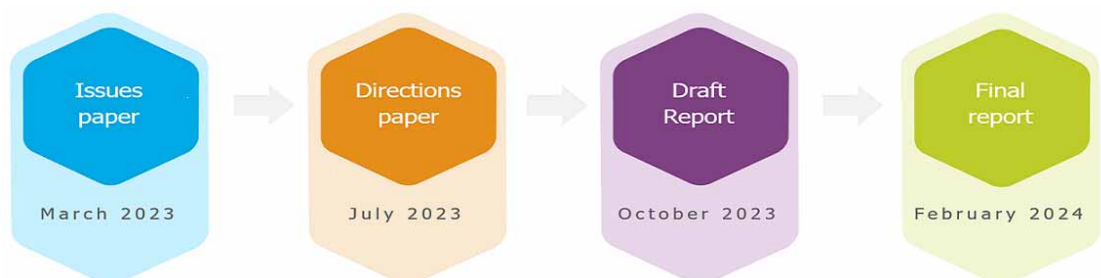 Issues
paper
Directions
paper
Draft
Report
Final
report
March 2023
July 2023
October 2023
February 2024